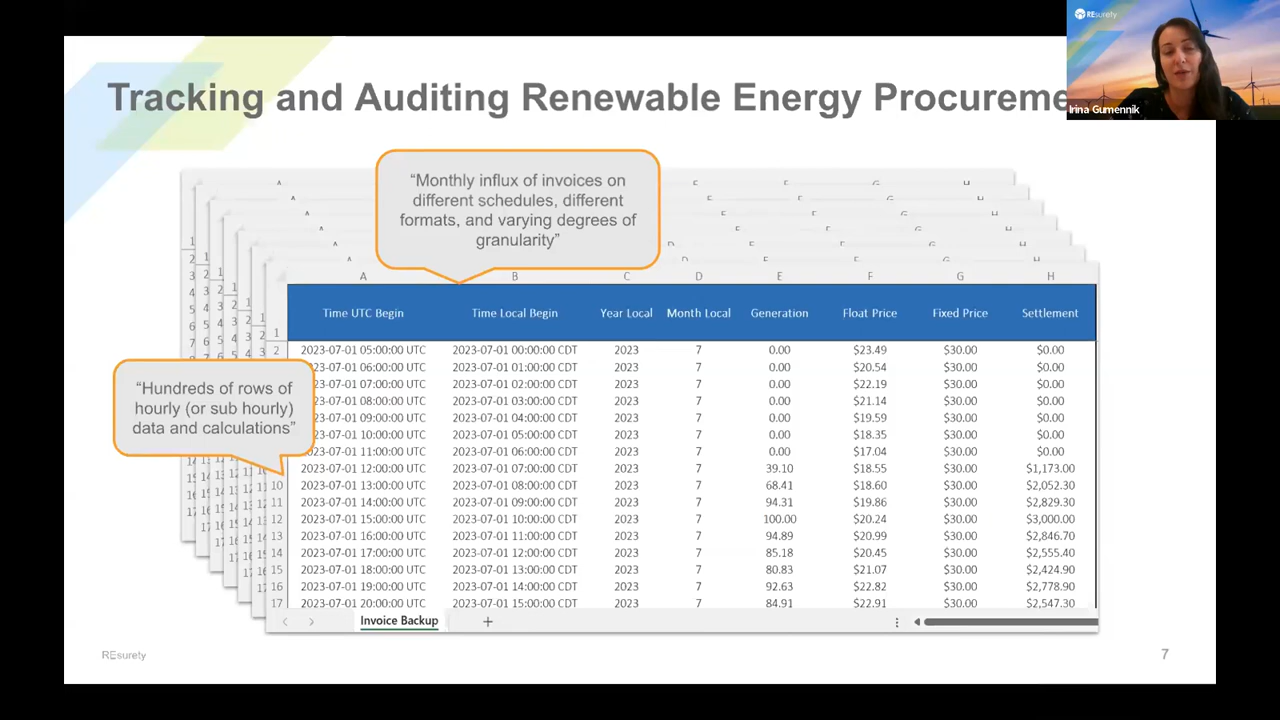 REsurety
Irina Gumennik
Tracking and Auditing Renewable Energy Procureme
“Monthly influx of invoices on
different schedules, different
formats, and varying degrees of
granularity”
“Hundreds of rows of
hourly (or sub hourly)
data and calculations”
A B C D E F G H
1 Time UTC Begin Time Local Begin Year Local Month Local Generation Float Price Fixed Price Settlement
2 2023-07-01 05:00:00 UTC 2023-07-01 00:00:00 CDT 2023 7 0.00 $23.49 $30.00 $0.00
2023-07-01 06:00:00 UTC 2023-07-01 01:00:00 CDT 2023 7 0.00 $20.54 $30.00 $0.00
2023-07-01 07:00:00 UTC 2023-07-01 02:00:00 CDT 2023 7 0.00 $22.19 $30.00 $0.00
:00:00 UTC 2023-07-01 03:00:00 CDT 2023 7 0.00 $21.14 $30.00 $0.00
:00:00 UTC 2023-07-01 04:00:00 CDT 2023 7 0.00 $19.59 $30.00 $0.00
:00:00 UTC 2023-07-01 05:00:00 CDT 2023 7 0.00 $18.35 $30.00 $0.00
:00:00 UTC 2023-07-01 06:00:00 CDT 2023 7 0.00 $17.04 $30.00 $0.00
2023-07-01 12:00:00 UTC 2023-07-01 07:00:00 CDT 2023 7 39.10 $18.55 $30.00 $1,173.00
10 2023-07-01 13:00:00 UTC 2023-07-01 08:00:00 CDT 2023 7 68.41 $18.60 $30.00 $2,052.30
11 2023-07-01 14:00:00 UTC 2023-07-01 09:00:00 CDT 2023 7 94.31 $19.86 $30.00 $2,829.30
12 2023-07-01 15:00:00 UTC 2023-07-01 10:00:00 CDT 2023 7 100.00 $20.24 $30.00 $3,000.00
13 2023-07-01 16:00:00 UTC 2023-07-01 11:00:00 CDT 2023 7 94.89 $20.99 $30.00 $2,846.70
14 2023-07-01 17:00:00 UTC 2023-07-01 12:00:00 CDT 2023 7 85.18 $20.45 $30.00 $2,555.40
15 2023-07-01 18:00:00 UTC 2023-07-01 13:00:00 CDT 2023 7 80.83 $21.07 $30.00 $2,424.90
16 2023-07-01 19:00:00 UTC 2023-07-01 14:00:00 CDT 2023 7 92.63 $22.82 $30.00 $2,778.90
17 2023-07-01 20:00:00 UTC 2023-07-01 15:00:00 CDT 2023 7 84.91 $22.91 $30.00 $2,547.30
Invoice Backup
REsurety
7